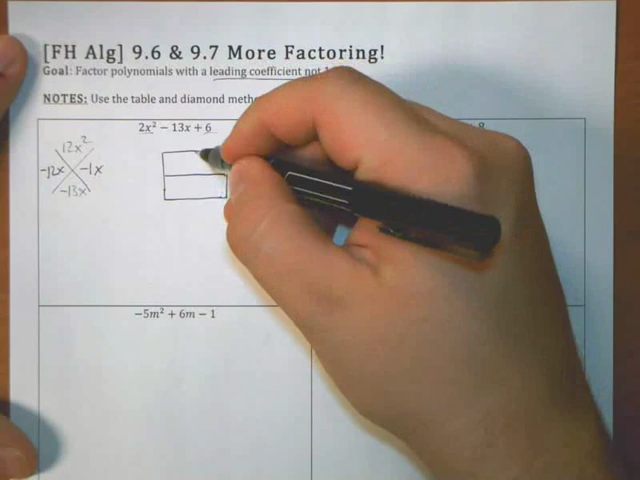 [FH Alg] 9.6 & 9.7 More Factoring!
Goal: Factor polynomials with a leading coefficient not
NOTES: Use the table and diamond
2x² − 13x + 6
12x²
-12x -1x
-13x
−5m² + 6m − 1